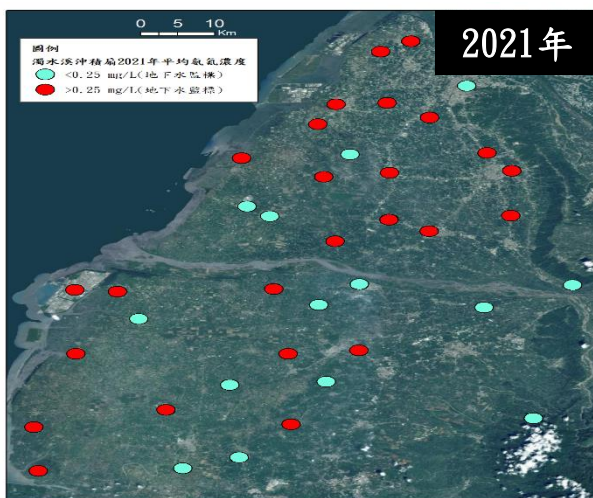 0 5 10
Km
2021年
圖例
濁水溪沖積扇2021年平均氨氮濃度
<0.25 mg/L(地下水監標)
>0.25 mg/L(地下水監標)